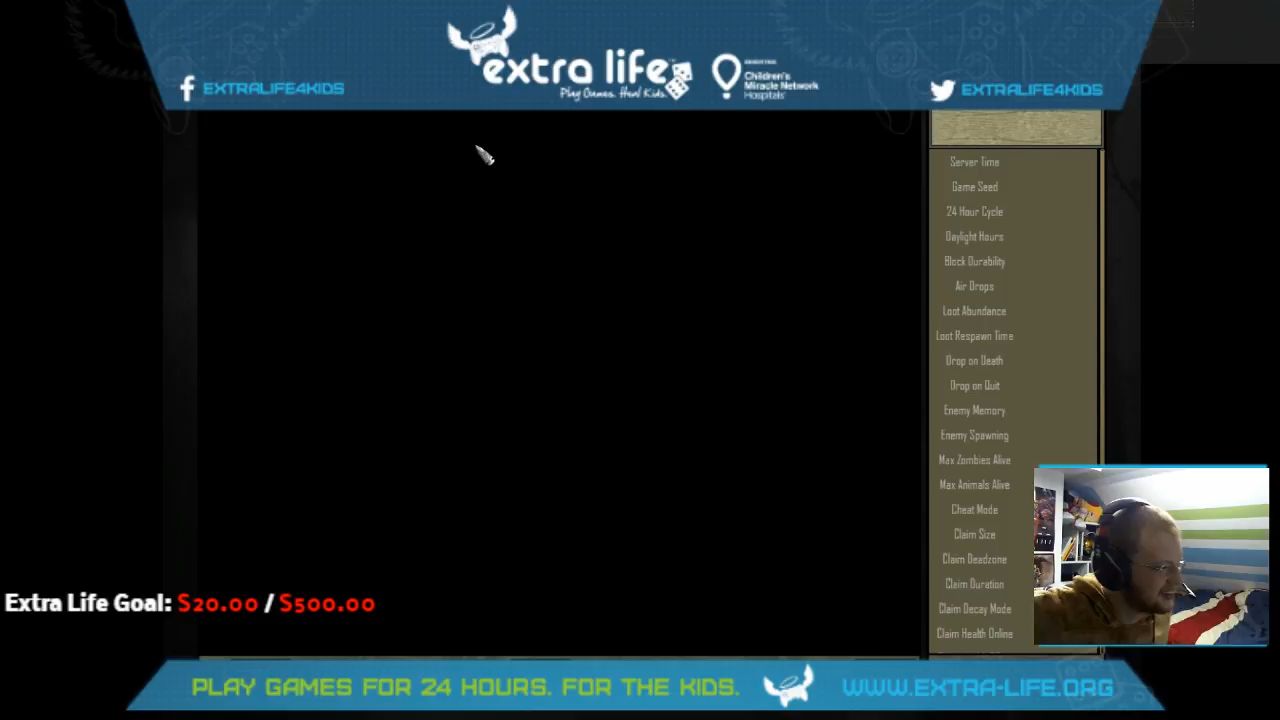 extra life
Play Games. Heal Kids.
BENEFITING
Children's
Miracle Network
Hospitals
EXTRALIFE4KIDS
EXTRALIFE4KIDS
Server Time
Game Seed
24 Hour Cycle
Daylight Hours
Block Durability
Air Drops
Loot Abundance
Loot Respawn Time
Drop on Death
Drop on Quit
Enemy Memory
Enemy Spawning
Max Zombies Alive
Max Animals Alive
Cheat Mode
Claim Size
Claim Deadzone
Claim Duration
Claim Decay Mode
Claim Health Online
Extra Life Goal: $20.00 / $500.00
PLAY GAMES FOR 24 HOURS. FOR THE KIDS.
WWW.EXTRA-LIFE.ORG